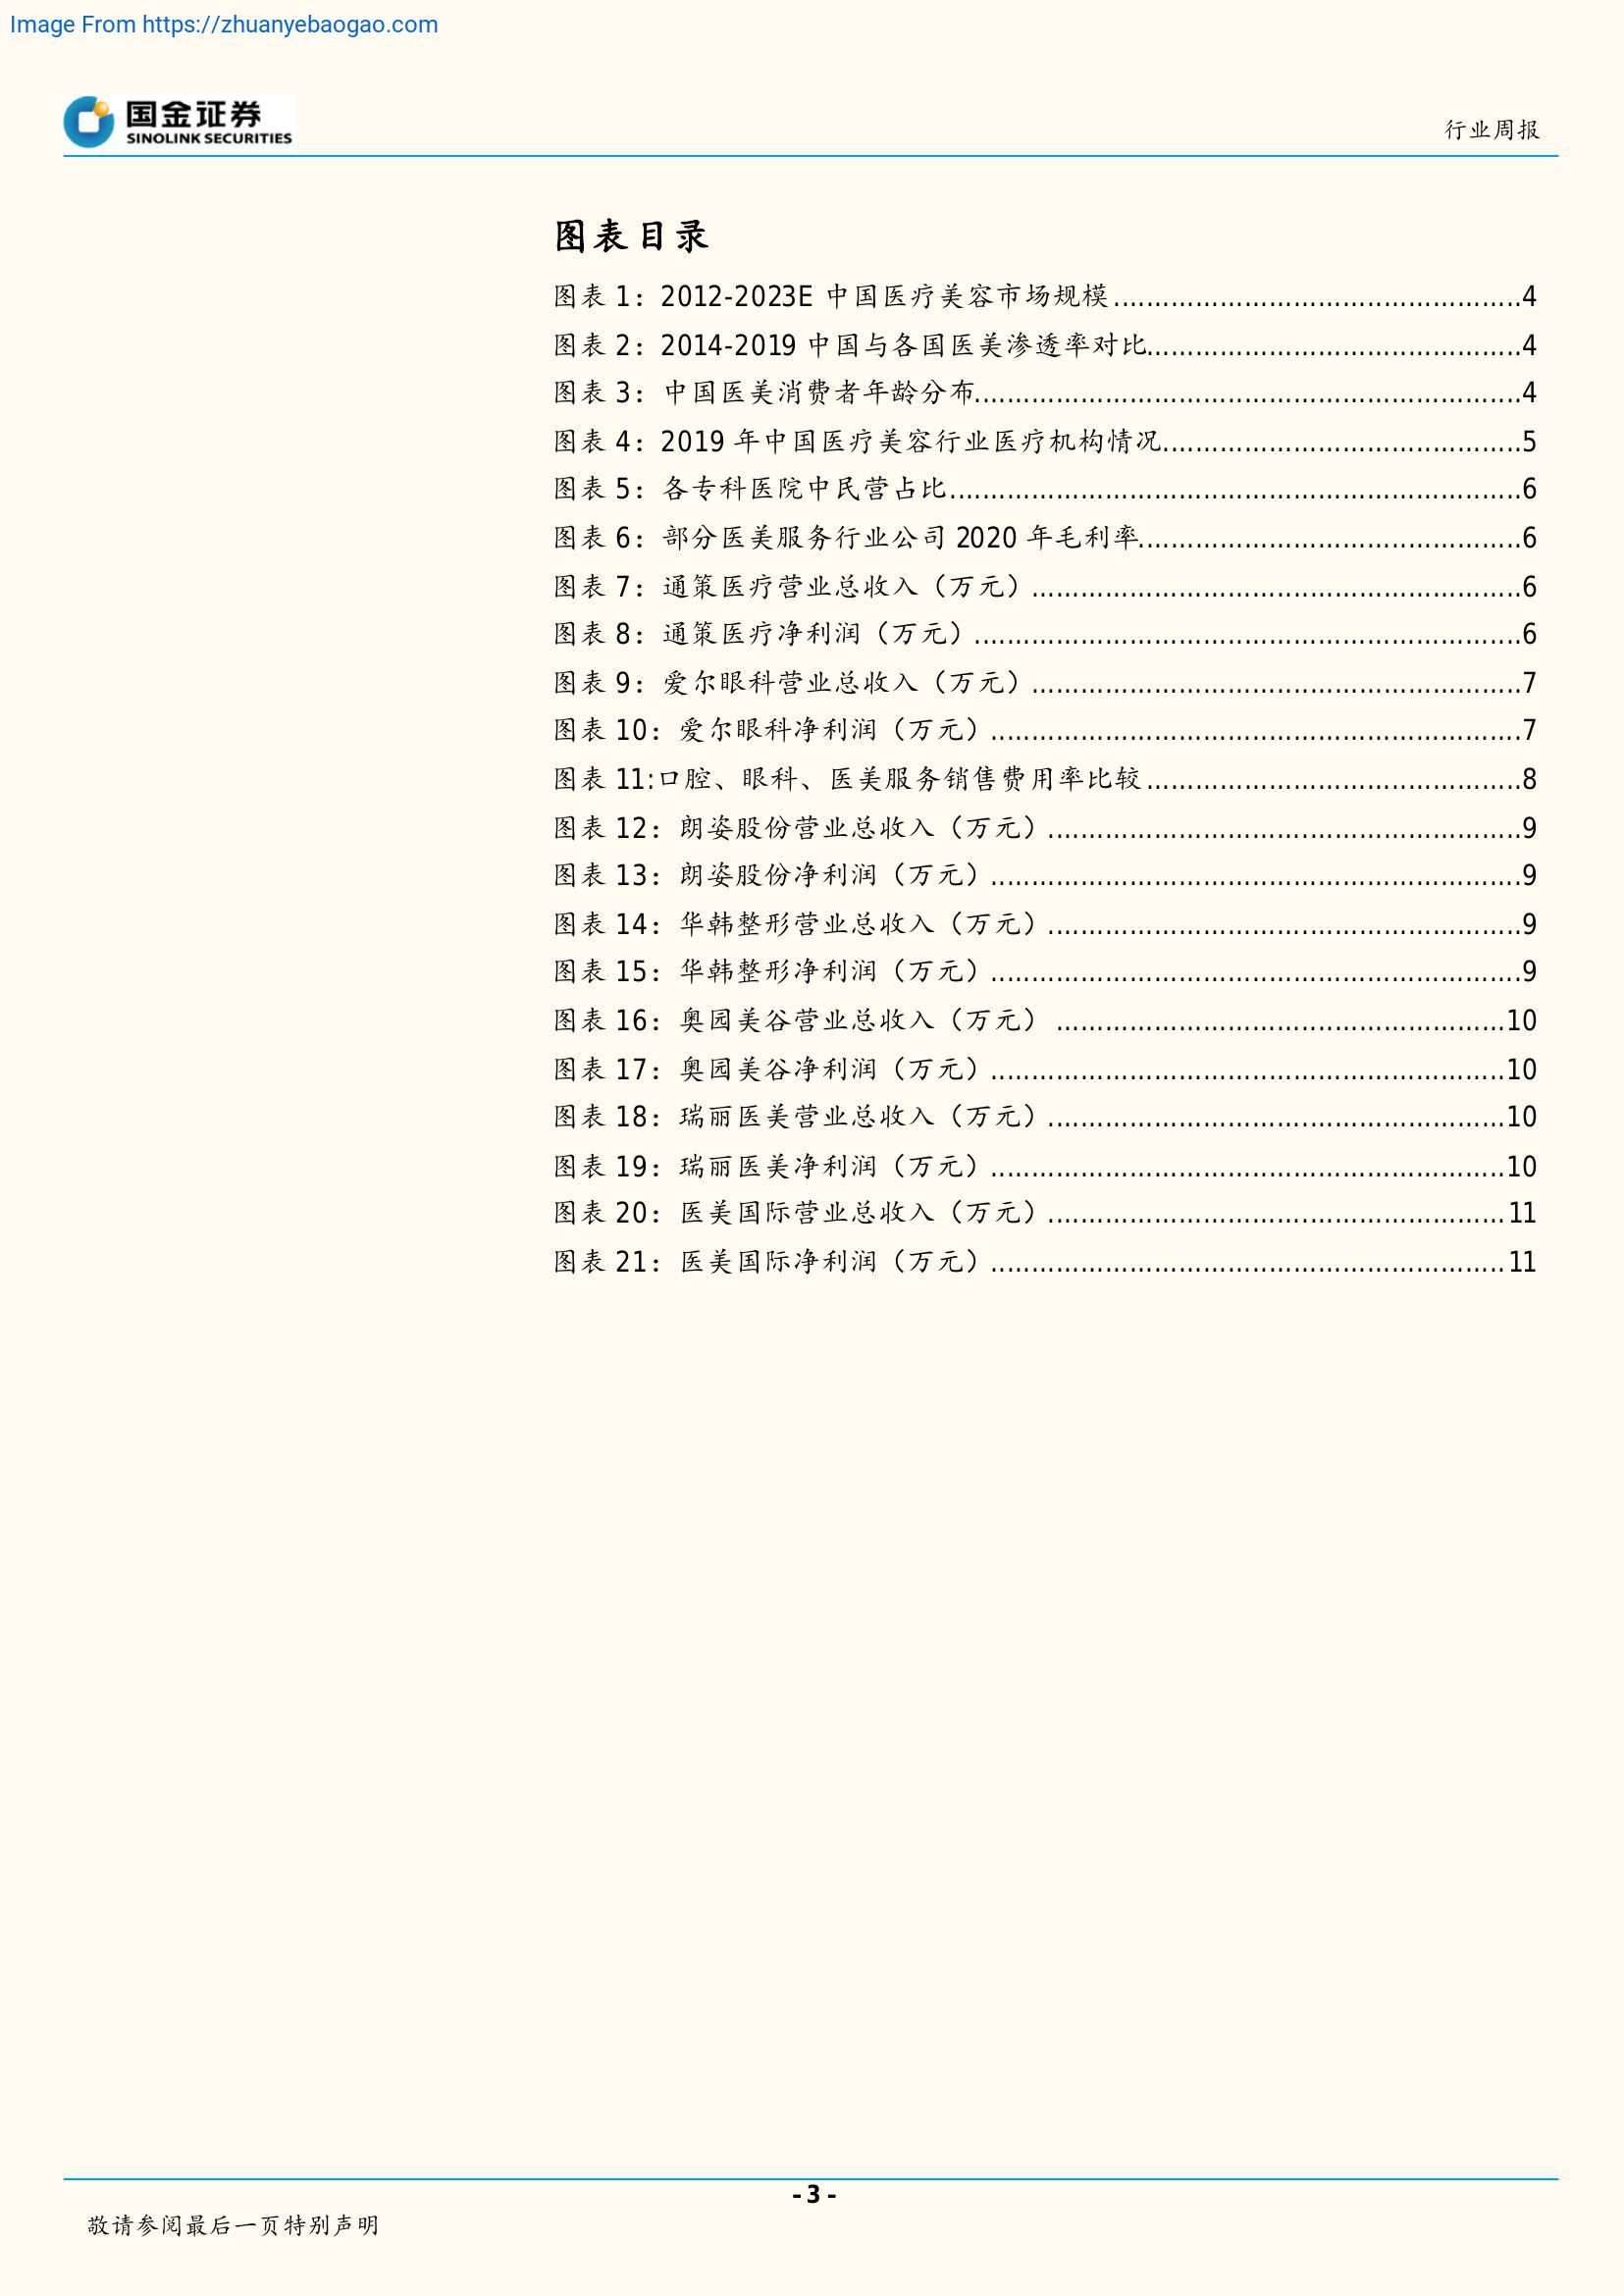 Image From https://zhuanyebaogao.com
国金证券
SINOLINK SECURITIES
行业周报
图表目录
图表 1：2012-2023E 中国医疗美容市场规模..................................................4
图表 2：2014-2019 中国与各国医美渗透率对比..............................................4
图表 3：中国医美消费者年龄分布..................................................................4
图表 4：2019 年中国医疗美容行业医疗机构情况............................................5
图表 5：各专科医院中民营占比......................................................................6
图表 6：部分医美服务行业公司 2020 年毛利率...............................................6
图表 7：通策医疗营业总收入（万元）............................................................6
图表 8：通策医疗净利润（万元）...................................................................6
图表 9：爱尔眼科营业总收入（万元）............................................................7
图表 10：爱尔眼科净利润（万元）.................................................................7
图表 11:口腔、眼科、医美服务销售费用率比较..............................................8
图表 12：朗姿股份营业总收入（万元）..........................................................9
图表 13：朗姿股份净利润（万元）.................................................................9
图表 14：华韩整形营业总收入（万元）..........................................................9
图表 15：华韩整形净利润（万元）.................................................................9
图表 16：奥园美谷营业总收入（万元） .......................................................10
图表 17：奥园美谷净利润（万元）...............................................................10
图表 18：瑞丽医美营业总收入（万元）........................................................10
图表 19：瑞丽医美净利润（万元）...............................................................10
图表 20：医美国际营业总收入（万元）........................................................11
图表 21：医美国际净利润（万元）...............................................................11
- 3 -
敬请参阅最后一页特别声明